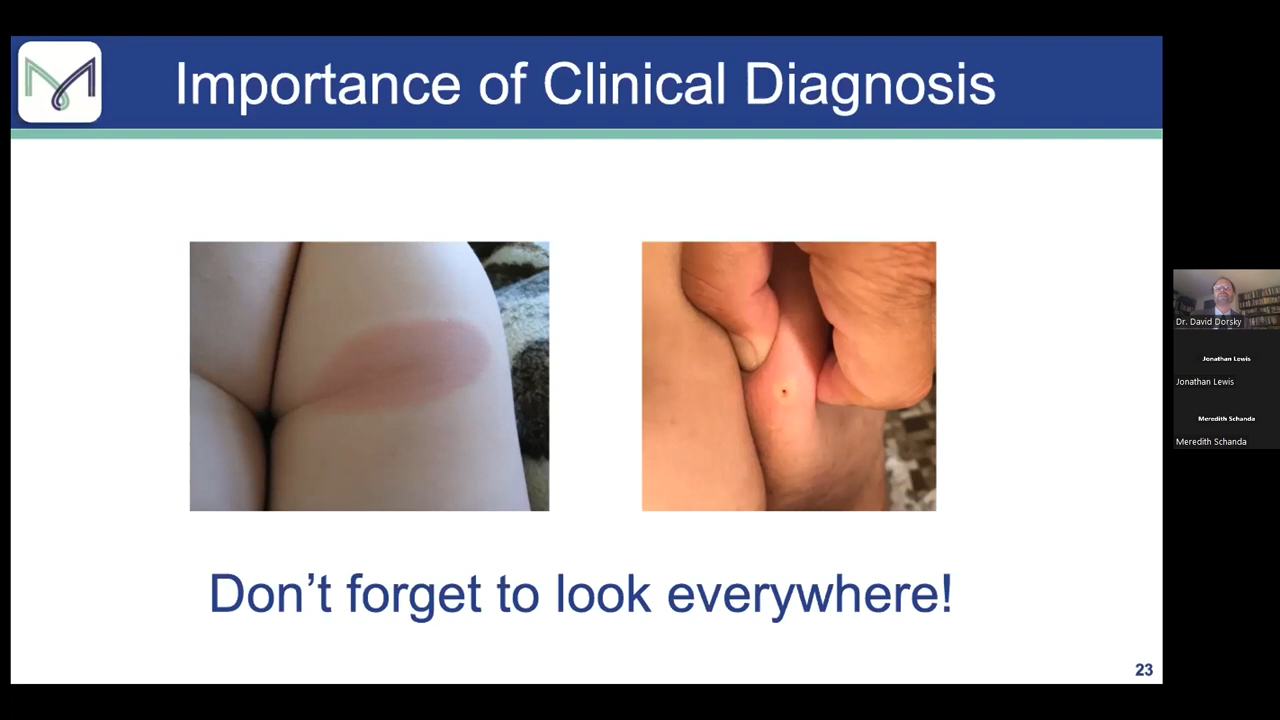 Importance of Clinical Diagnosis
Don't forget to look everywhere!
23
Dr. David Dorsky
Jonathan Lewis
Jonathan Lewis
Meredith Schanda
Meredith Schanda